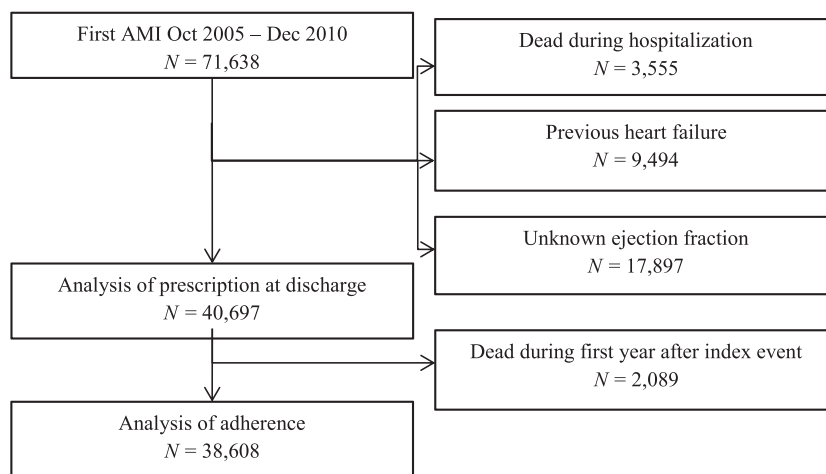 First AMI Oct 2005 – Dec 2010
N = 71,638
Dead during hospitalization
N = 3,555
Previous heart failure
N = 9,494
Unknown ejection fraction
N = 17,897
Analysis of prescription at discharge
N = 40,697
Dead during first year after index event
N = 2,089
Analysis of adherence
N = 38,608